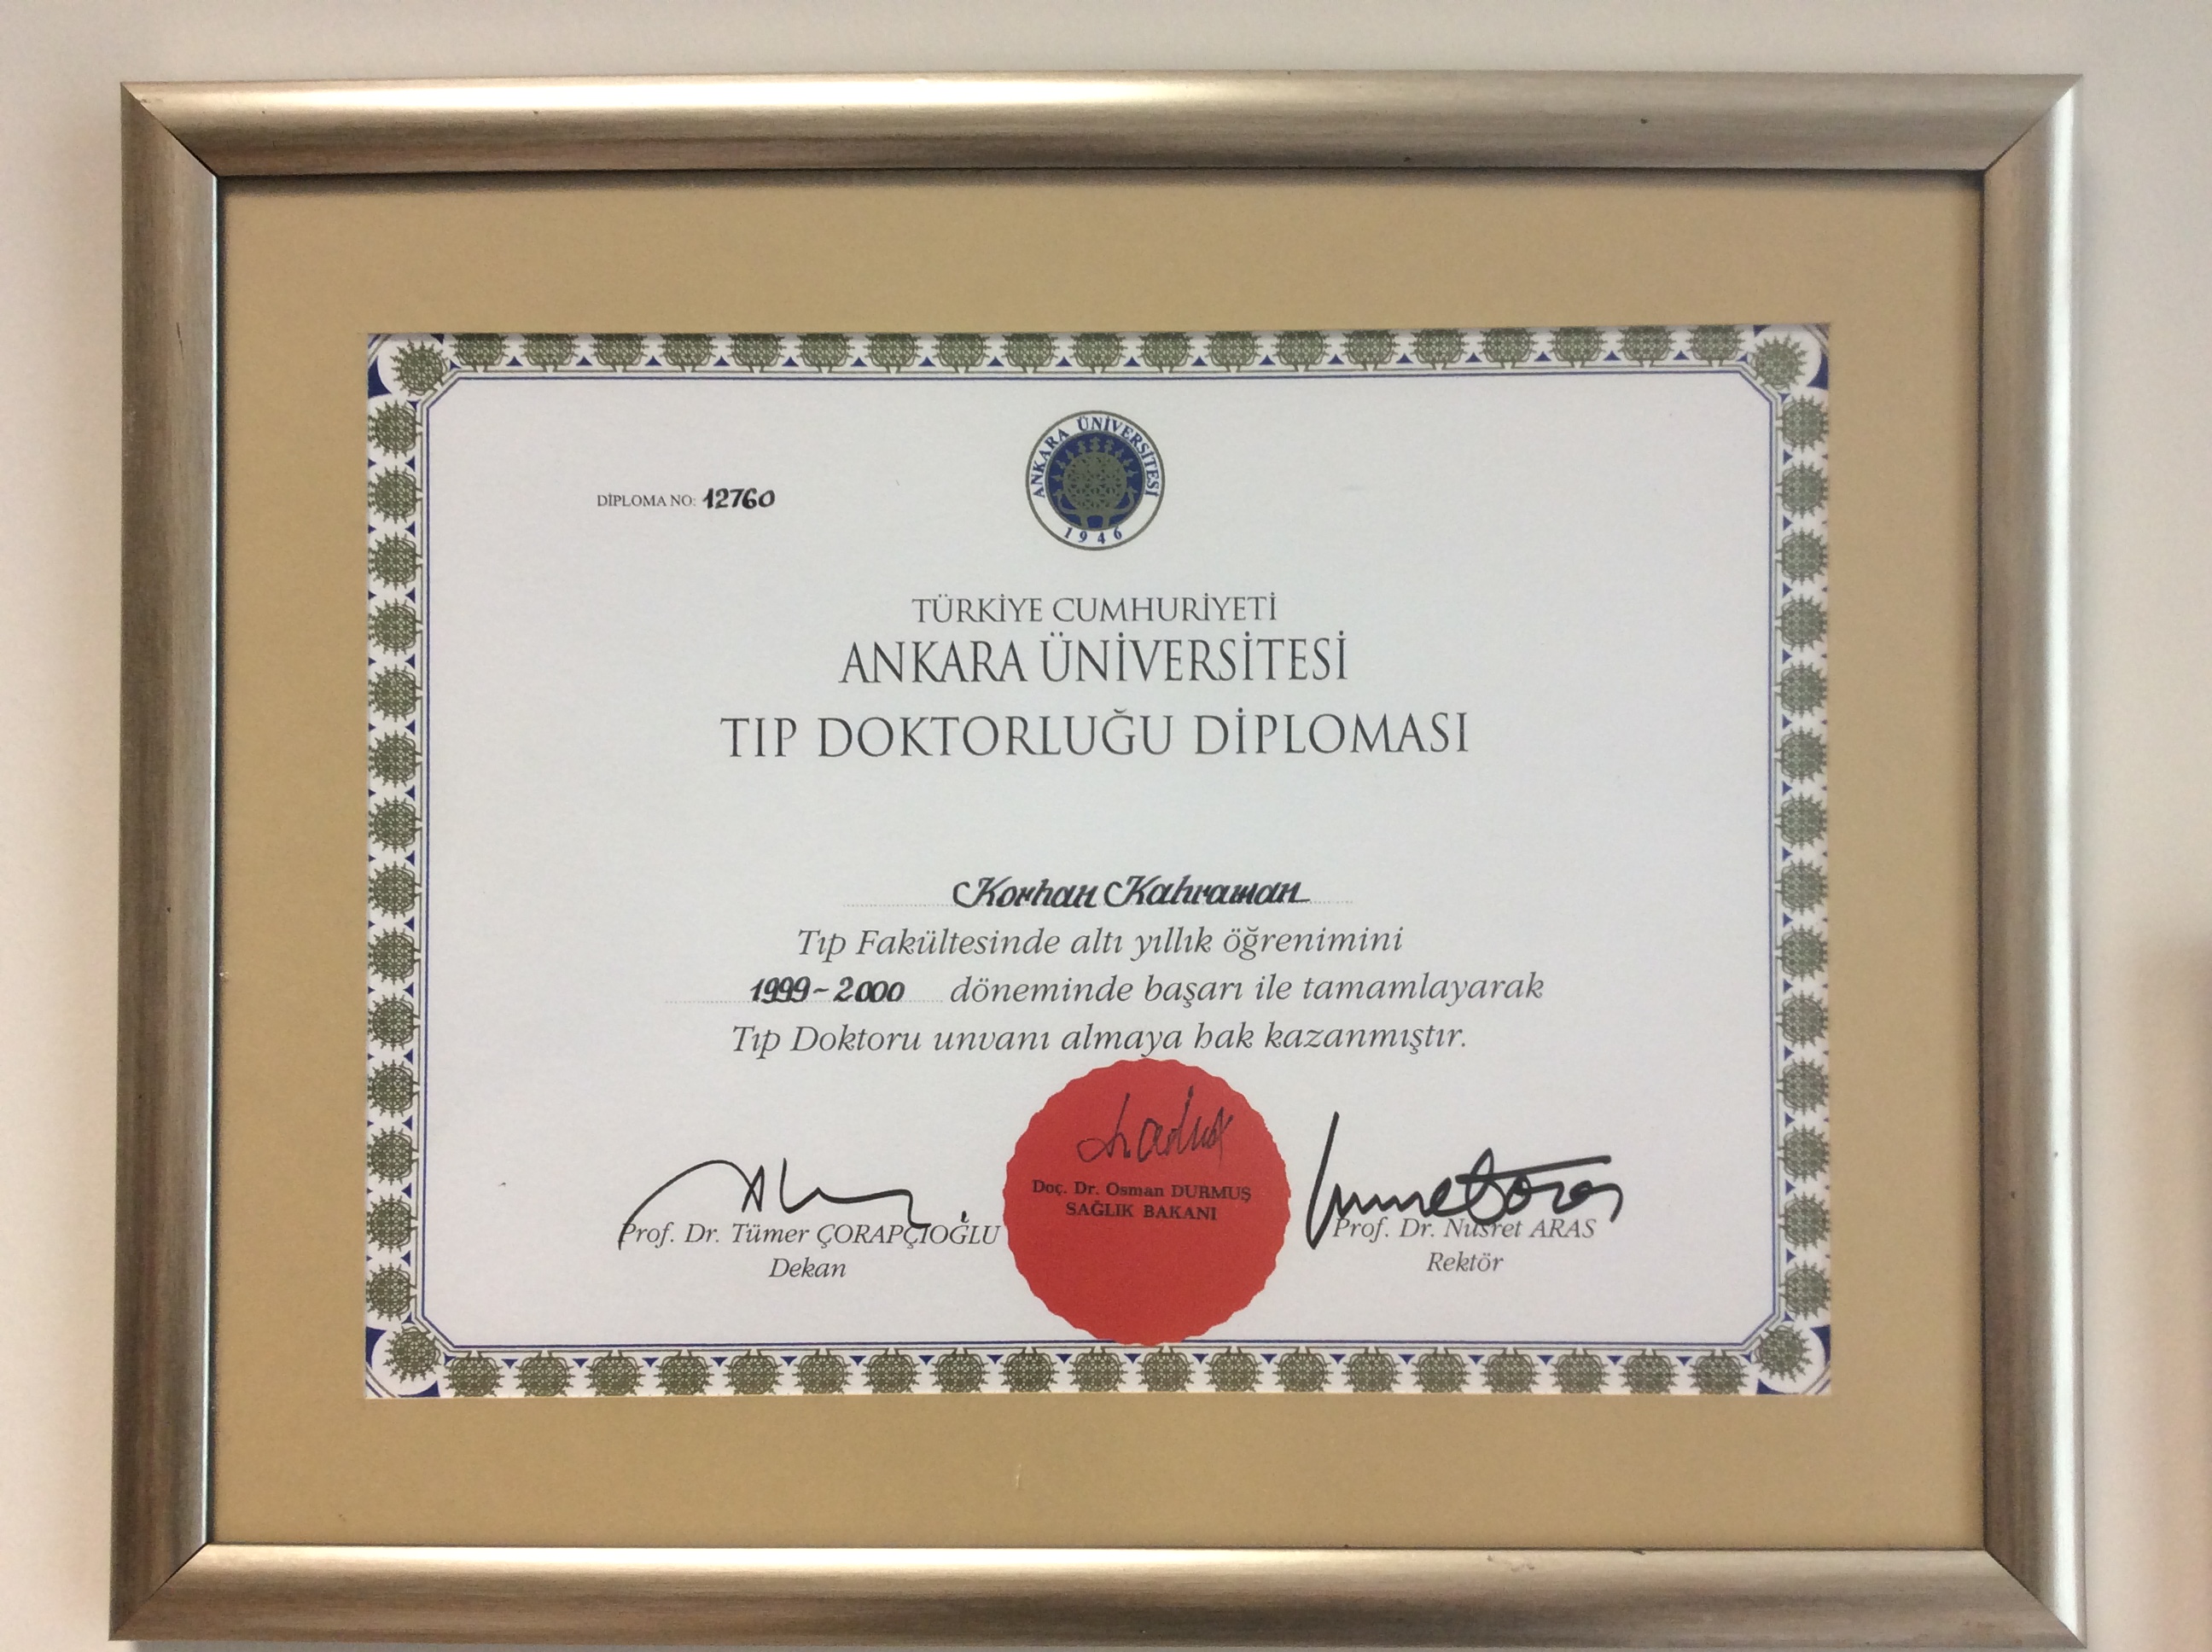 DİPLOMA NO: 12760
ANKARA ÜNİVERSİTESİ
1946
TÜRKİYE CUMHURİYETİ
ANKARA ÜNİVERSİTESİ
TIP DOKTORLUĞU DİPLOMASI
Korhan Kahraman
Tıp Fakültesinde altı yıllık öğrenimini
1999-2000 döneminde başarı ile tamamlayarak
Tıp Doktoru unvanı almaya hak kazanmıştır.
Prof. Dr. Tümer ÇORAPÇIOĞLU
Dekan
Doç. Dr. Osman DURMUŞ
SAĞLIK BAKANI
Prof. Dr. Nusret ARAS
Rektör